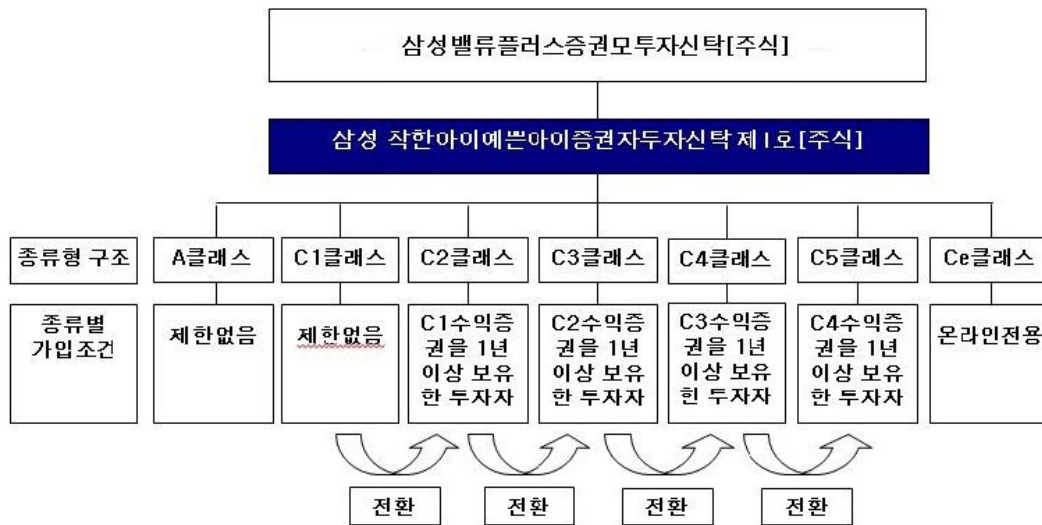 삼성밸류플러스증권모투자신탁[주식]
삼성 착한아이예쁜아이증권자투자신탁 제1호[주식]
종류형 구조
A클래스
C1클래스
C2클래스
C3클래스
C4클래스
C5클래스
Ce클래스
종류별
가입조건
제한없음
제한없음
C1수익증
권을 1년
이상 보유
한 투자자
C2수익증
권을 1년
이상 보유
한 투자자
C3수익증
권을 1년
이상 보유
힌 투자자
C4수익증
권을 1년
이상 보유
한 투자자
온라인전용
전환
전환
전환
전환